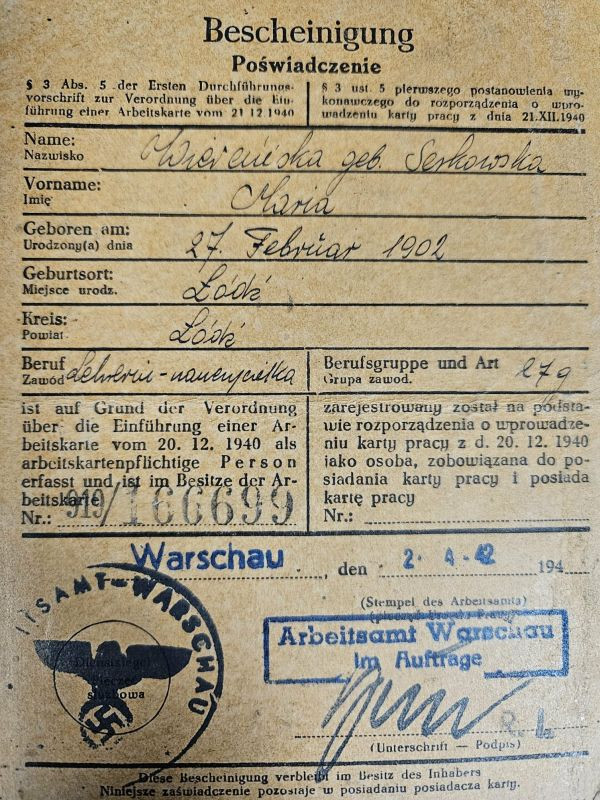 Bescheinigung
Poświadczenie
§ 3 Abs. 5 der Ersten Durchführungs-
vorschrift zur Verordnung über die Ein-
führung einer Arbeitskarte vom 21.12.1940
§ 3 ust. 5 pierwszego postanowienia wy-
konawczego do rozporządzenia o wpro-
wadzeniu karty pracy z dnia 21.XII.1940
Name:
Nazwisko
geb. Serkowska
Vorname:
Imię
Maria
Geboren am:
Urodzony(a) dnia
27. Februar 1902
Geburtsort:
Miejsce urodz.
Łódź
Kreis:
Powiat
Łódź
Beruf
Zawód
Lehrerin-nauczycielka
Berufsgruppe und Art
Grupa zawod.
27g
ist auf Grund der Verordnung
über die Einführung einer Ar-
beitskarte vom 20. 12. 1940 als
arbeitskartenpflichtige Person
erfasst und ist im Besitze der Ar-
beitskarte
Nr.: 919/166699
zarejestrowany został na podsta-
wie rozporządzenia o wprowadze-
niu karty pracy z d. 20. 12. 1940
jako osoba, zobowiązana do po-
siadania karty pracy i posiada
kartę pracy
Nr.:
Warschau, den 2. 4. 42 194
(Stempel des Arbeitsamts)
ITSAMT-WARSCHAU
Dienstsiegel
Pieczęć
służbowa
Arbeitsamt Warschau
Im Auftrage
(Unterschrift — Podpis)
Diese Bescheinigung verbleibt im Besitz des Inhabers
Niniejsze zaświadczenie pozostaje w posiadaniu posiadacza karty.